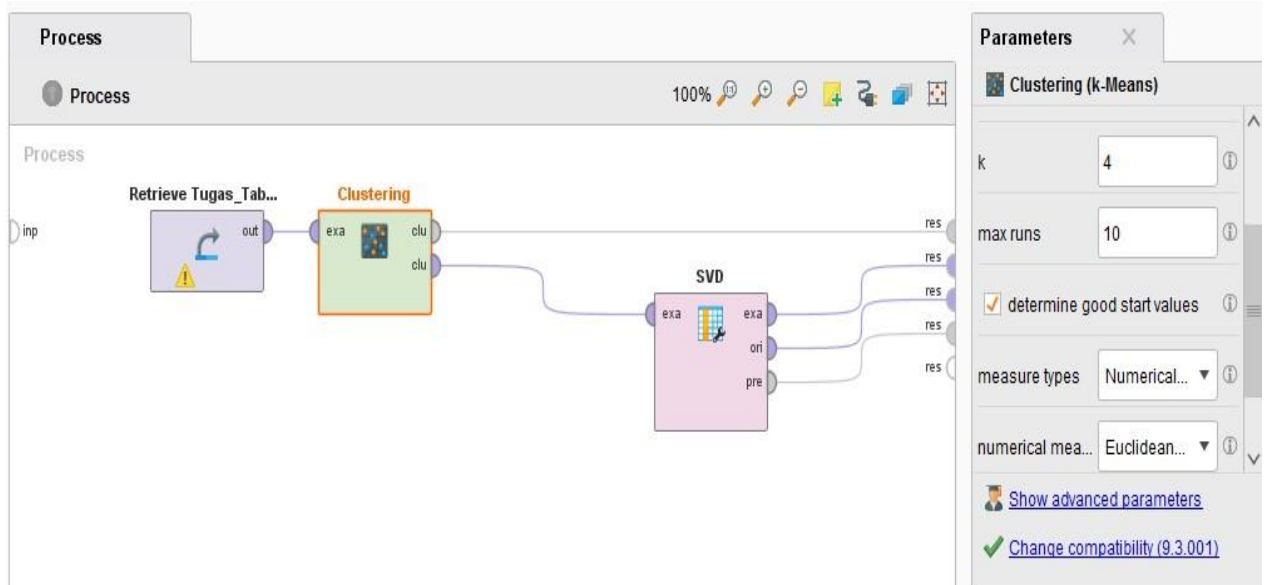 Process
Process
100%
Process
inp
Retrieve Tugas_Tab...
out
Clustering
exa
clu
clu
SVD
exa
exa
ori
pre
res
res
res
res
res
Parameters
Clustering (k-Means)
k
4
max runs
10
determine good start values
measure types
Numerical...
numerical mea...
Euclidean...
Show advanced parameters
Change compatibility (9.3.001)